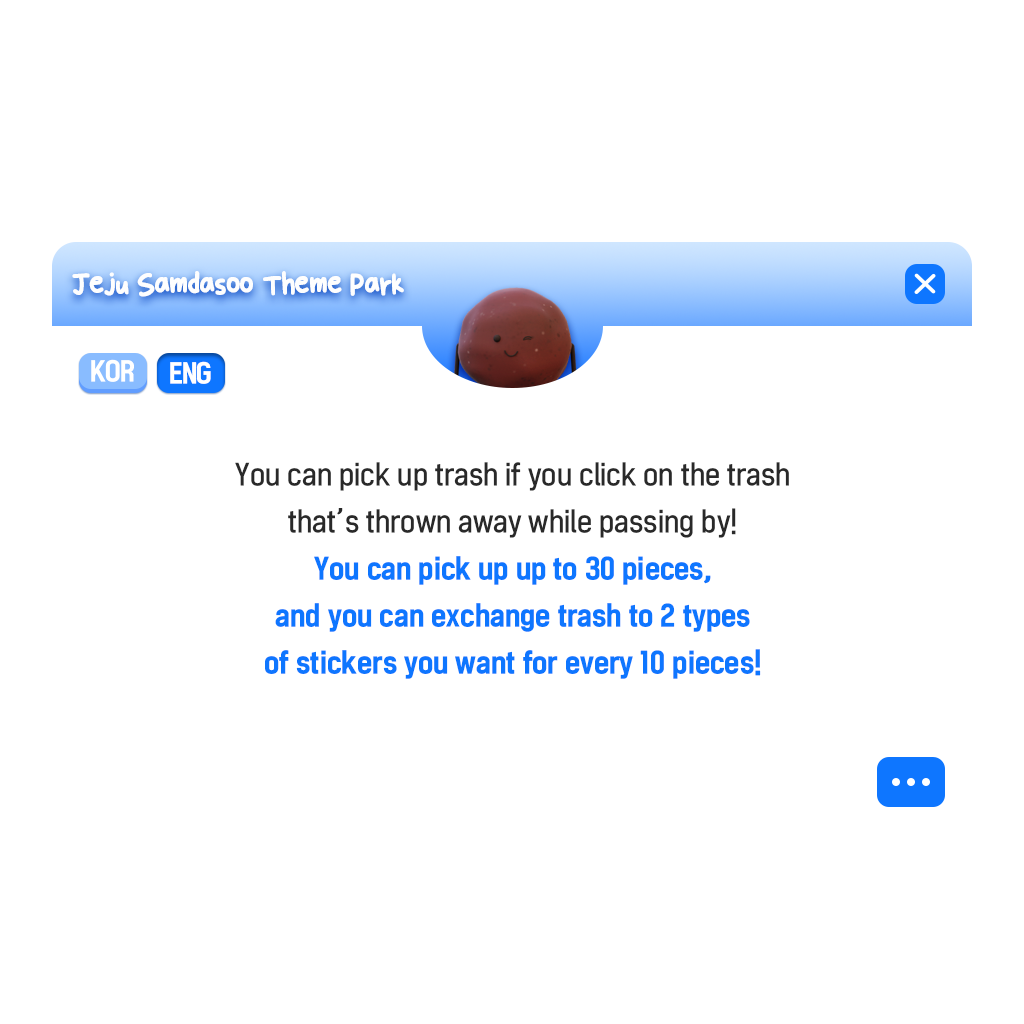 Jeju Samdasoo Theme Park
KOR ENG
You can pick up trash if you click on the trash
that's thrown away while passing by!
You can pick up up to 30 pieces,
and you can exchange trash to 2 types
of stickers you want for every 10 pieces!